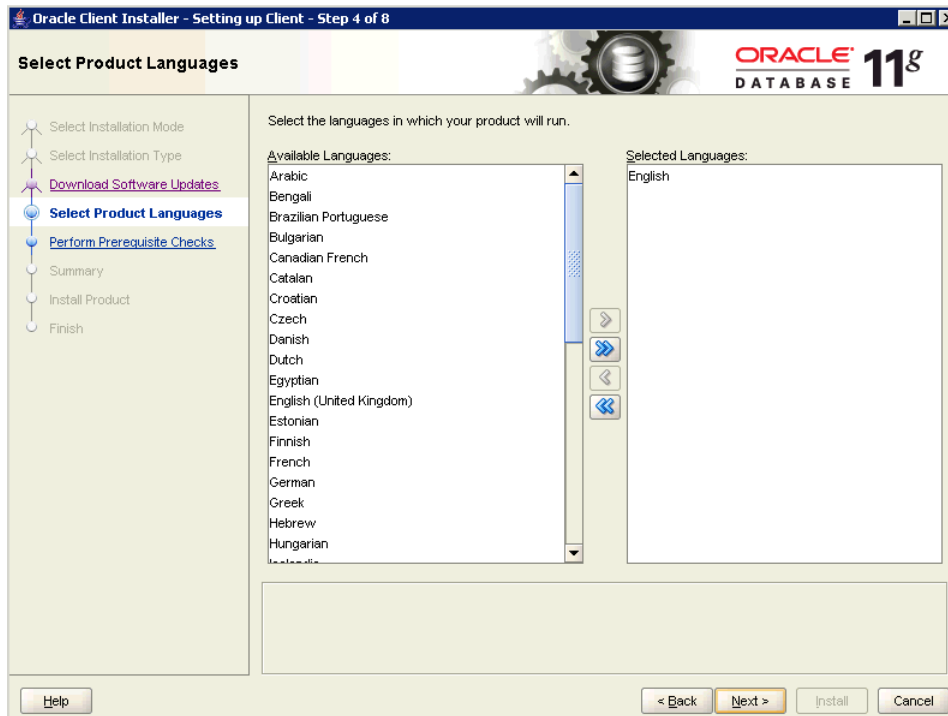 Oracle Client Installer - Setting up Client - Step 4 of 8
Select Product Languages
ORACLE
DATABASE
11g
Select Installation Mode
Select Installation Type
Download Software Updates
Select Product Languages
Perform Prerequisite Checks
Summary
Install Product
Finish
Select the languages in which your product will run.
Available Languages:
Arabic
Bengali
Brazilian Portuguese
Bulgarian
Canadian French
Catalan
Croatian
Czech
Danish
Dutch
Egyptian
English (United Kingdom)
Estonian
Finnish
French
German
Greek
Hebrew
Hungarian
Selected Languages:
English
Help
< Back
Next >
Install
Cancel